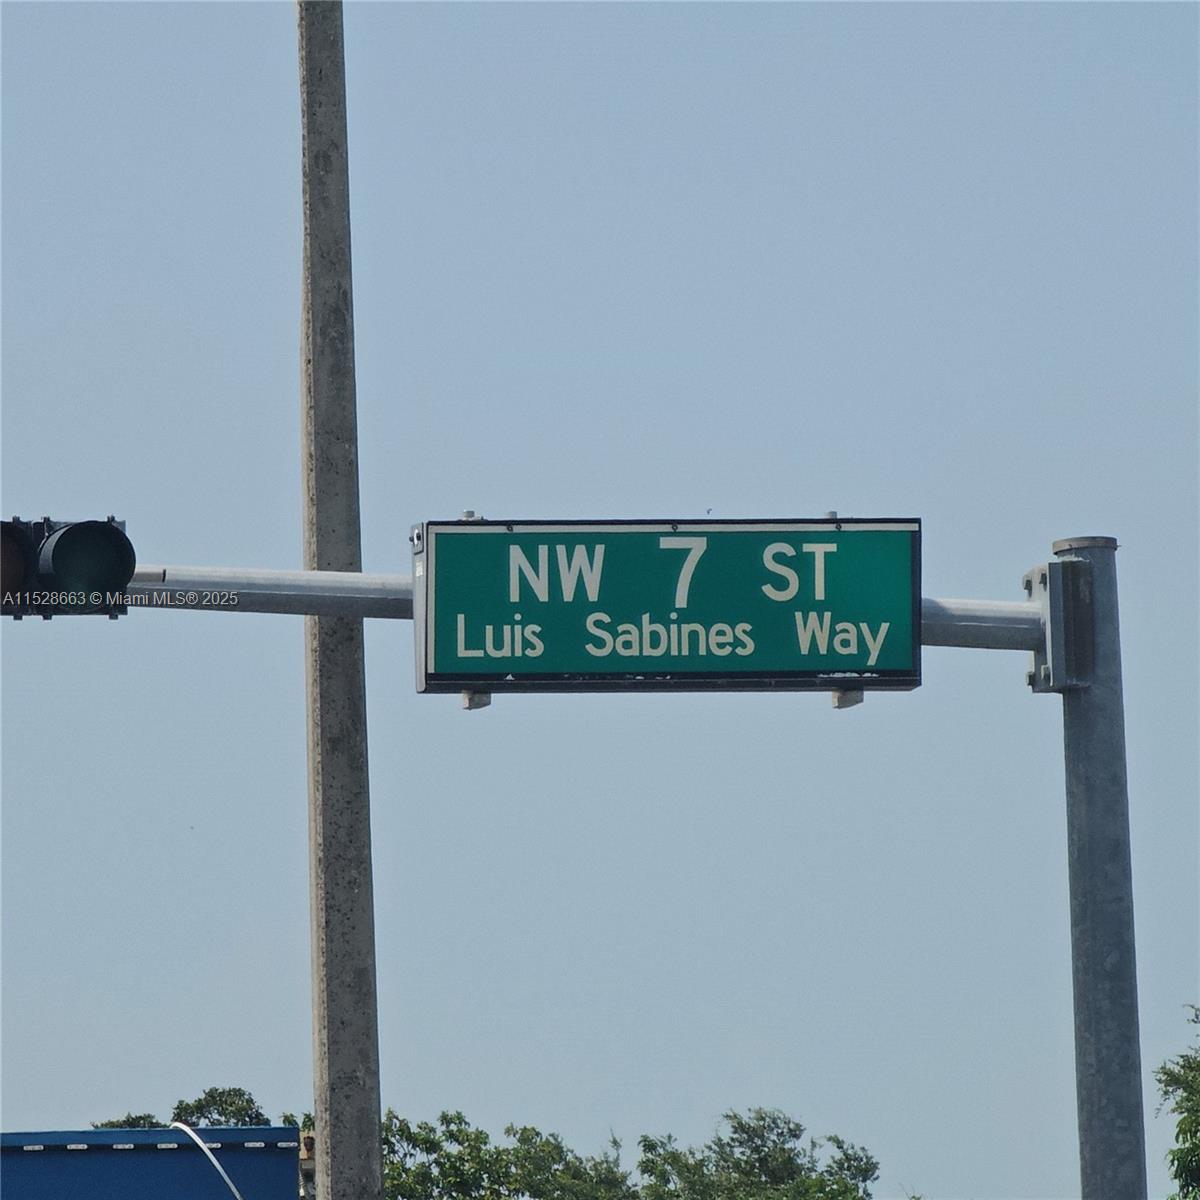 NW 7 ST
Luis Sabines Way
A11528663 © Miami MLS® 2025